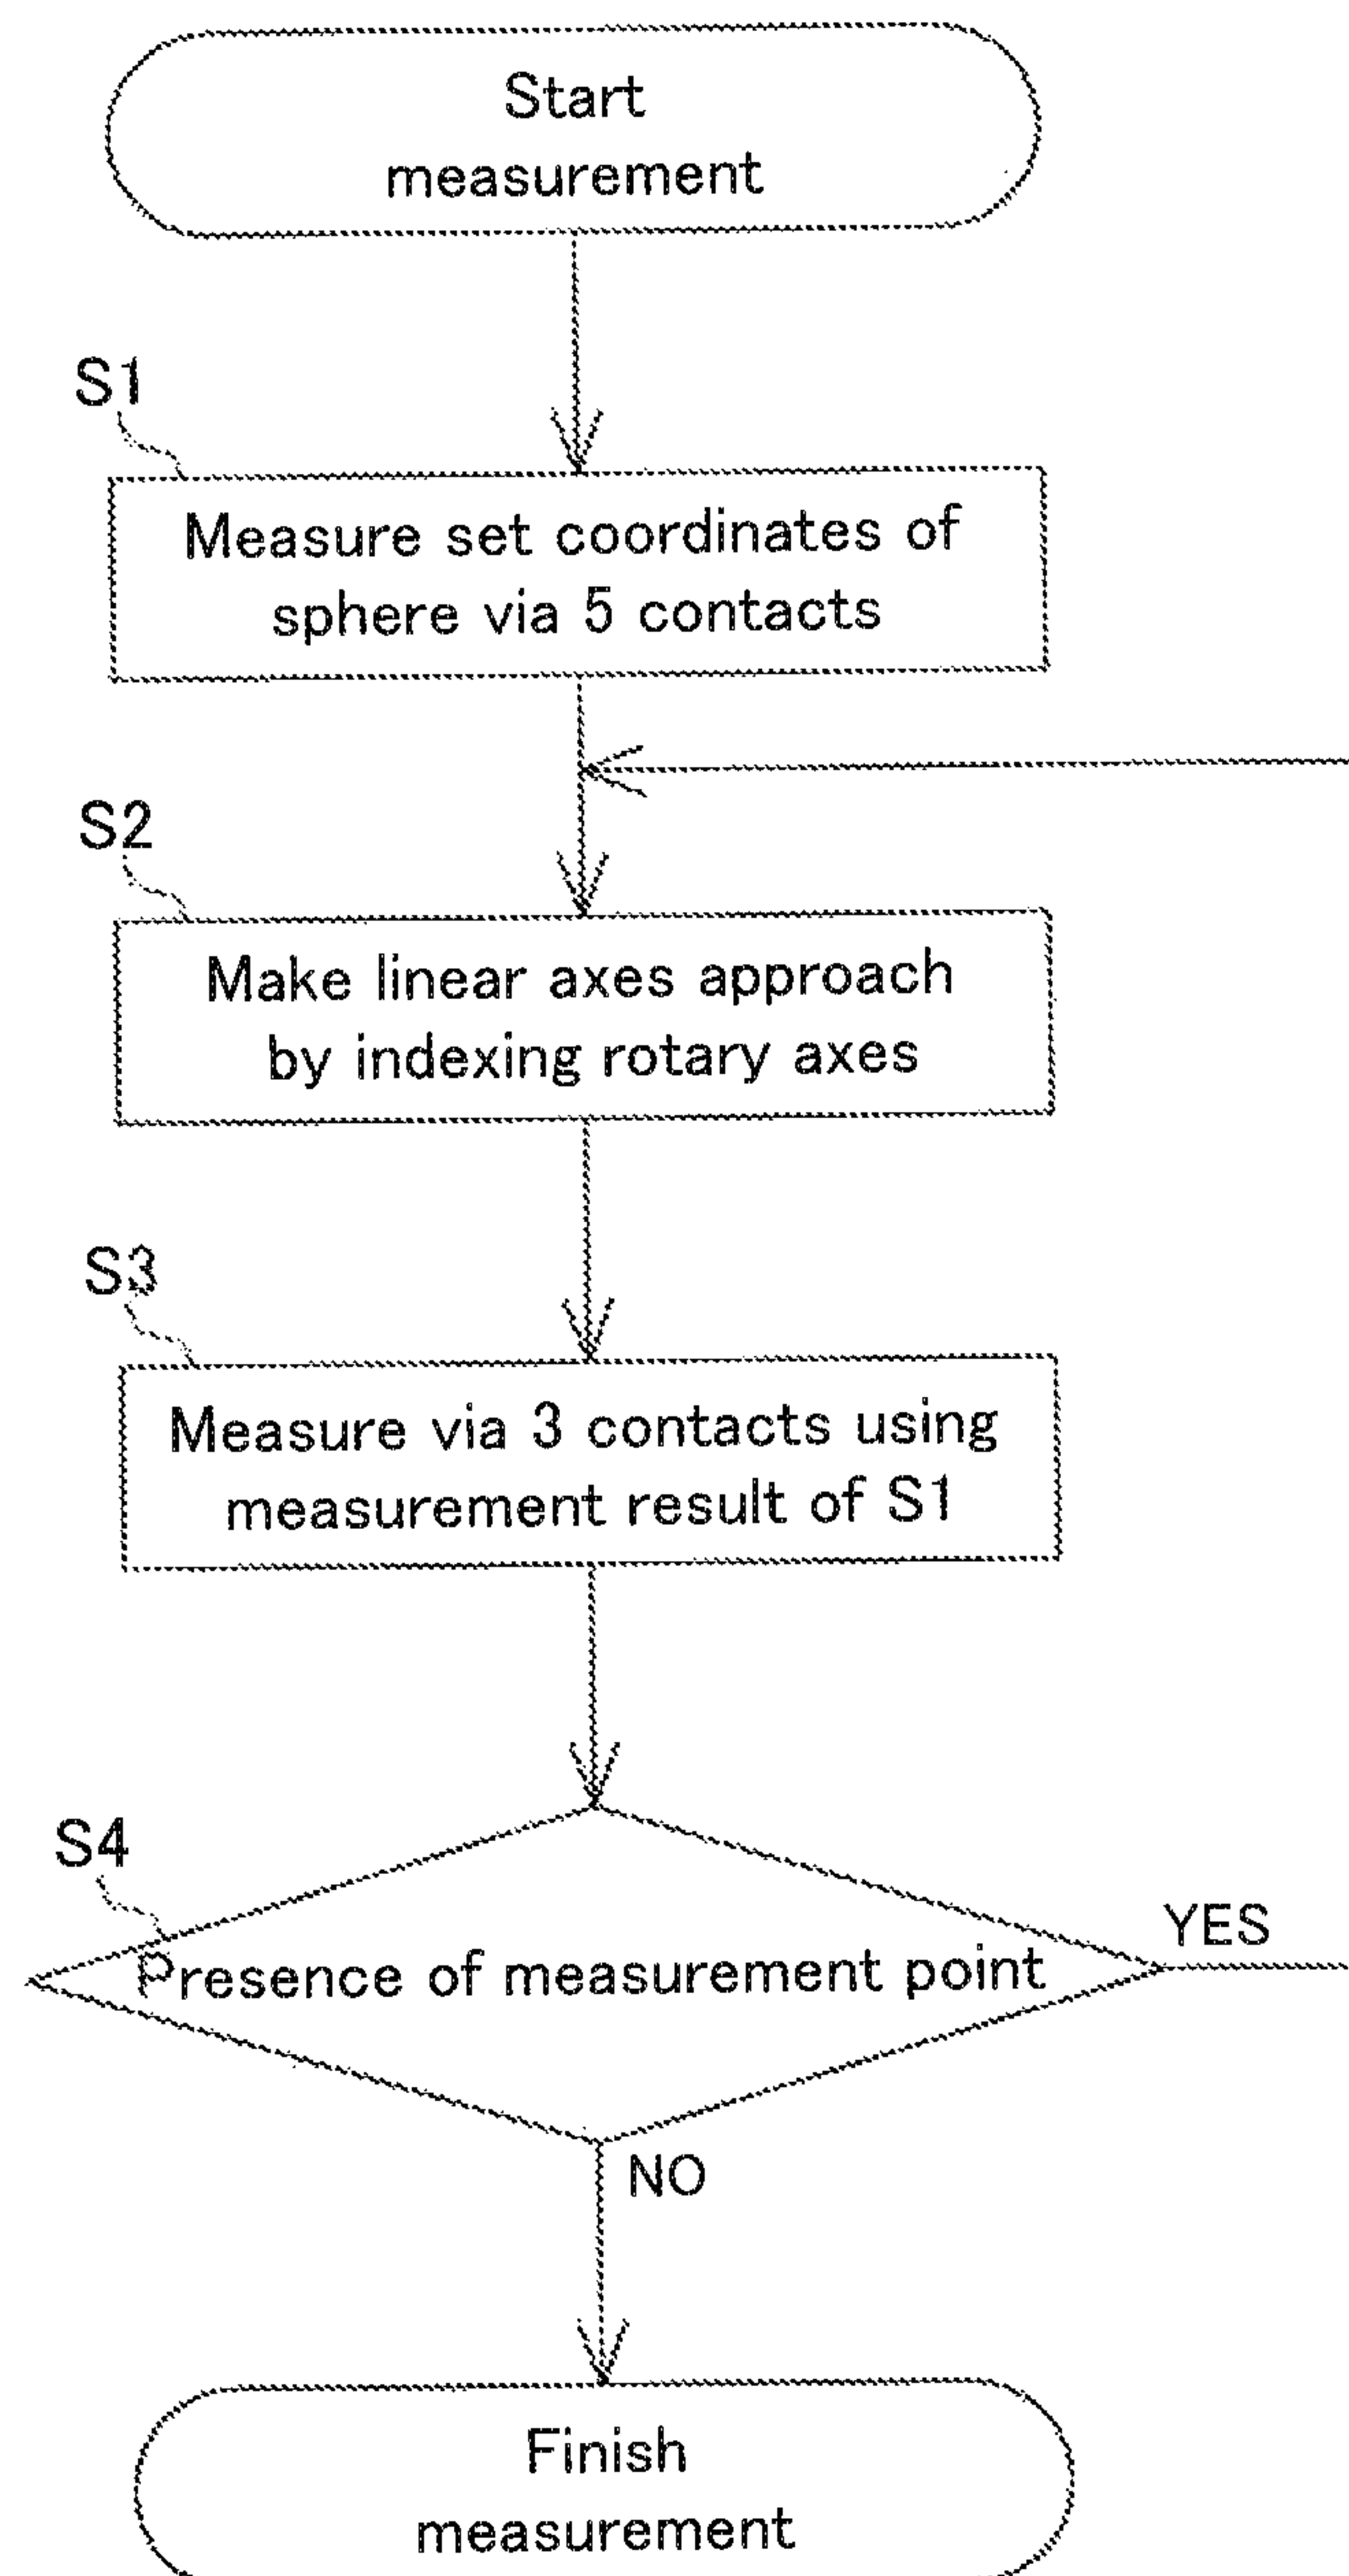 Start
measurement
S1
Measure set coordinates of
sphere via 5 contacts
S2
Make linear axes approach
by indexing rotary axes
S3
Measure via 3 contacts using
measurement result of S1
S4
Presence of measurement point
YES
NO
Finish
measurement